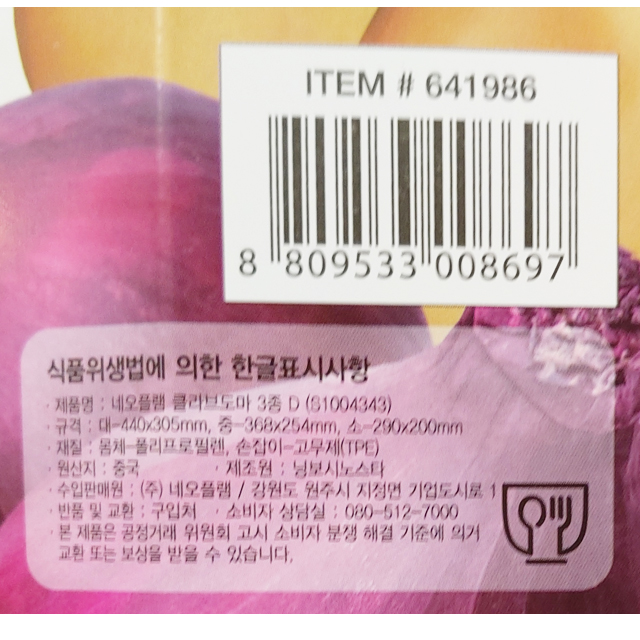 ITEM # 641986
8 809533 008697
식품위생법에 의한 한글표시사항
· 제품명 : 네오플램 클라브도마 3종 D (S1004343)
· 규격 : 대-440x305mm, 중-368x254mm, 소-290x200mm
· 재질 : 몸체-폴리프로필렌, 손잡이-고무제(TPE)
· 원산지 : 중국 · 제조원 : 닝보시노스타
· 수입판매원 : (주) 네오플램 / 강원도 원주시 지정면 기업도시로 1
· 반품 및 교환 : 구입처 · 소비자 상담실 : 080-512-7000
· 본 제품은 공정거래 위원회 고시 소비자 분쟁 해결 기준에 의거
교환 또는 보상을 받을 수 있습니다.